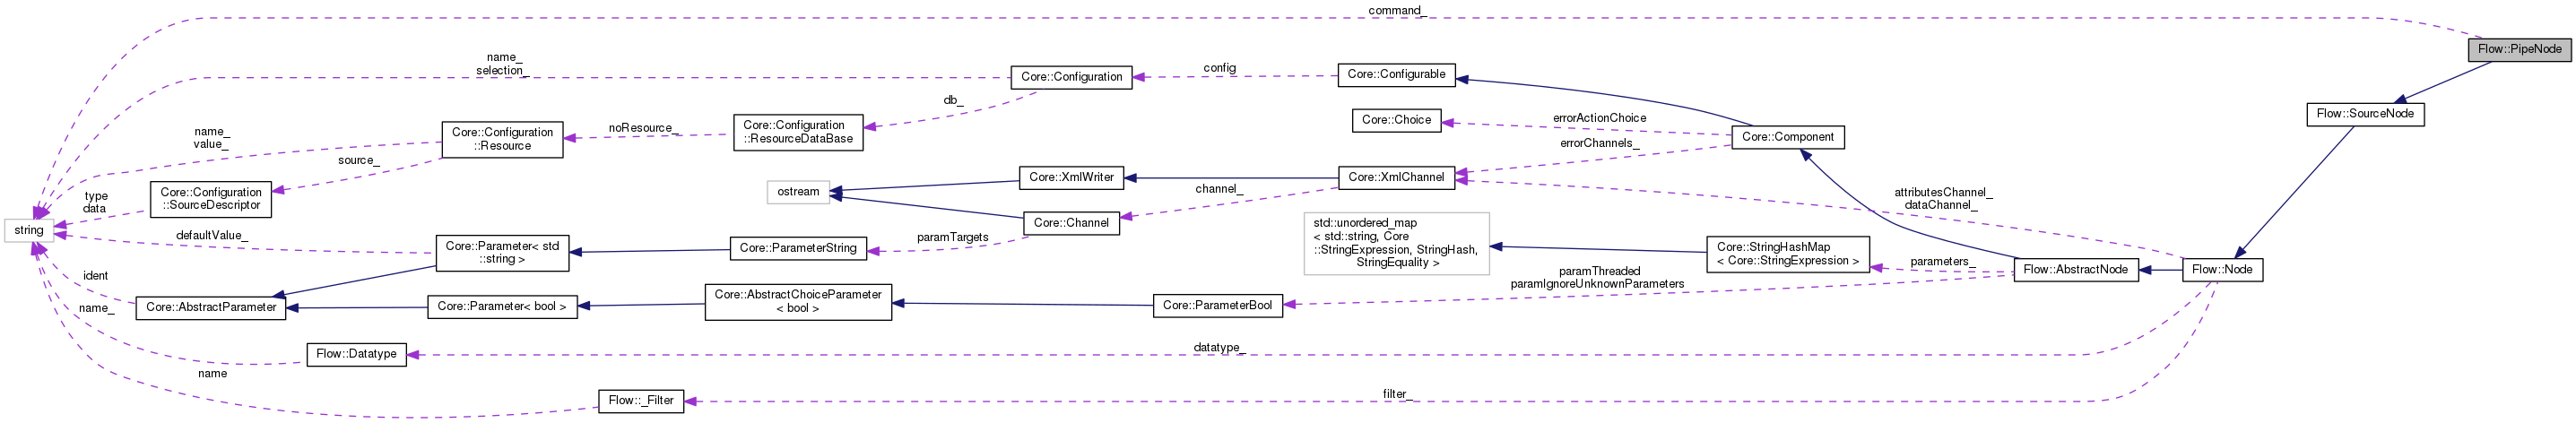 command_
Flow::PipeNode
name_
selection_
Core::Configuration
config
Core::Configurable
db_
name_
value_
Core::Configuration
::Resource
noResource_
Core::Configuration
::ResourceDataBase
Core::Choice
errorActionChoice
Core::Component
Flow::SourceNode
source_
errorChannels_
type
data
Core::Configuration
::SourceDescriptor
ostream
Core::XmlWriter
channel_
Core::XmlChannel
attributesChannel_
dataChannel_
string
defaultValue_
Core::Parameter< std
::string >
Core::ParameterString
paramTargets
Core::Channel
std::unordered_map
< std::string, Core
::StringExpression, StringHash,
StringEquality >
Core::StringHashMap
< Core::StringExpression >
parameters_
Flow::AbstractNode
Flow::Node
ident
name_
Core::AbstractParameter
Core::Parameter< bool >
Core::AbstractChoiceParameter
< bool >
Core::ParameterBool
paramThreaded
paramIgnoreUnknownParameters
Flow::Datatype
datatype_
name
Flow::_Filter
filter_